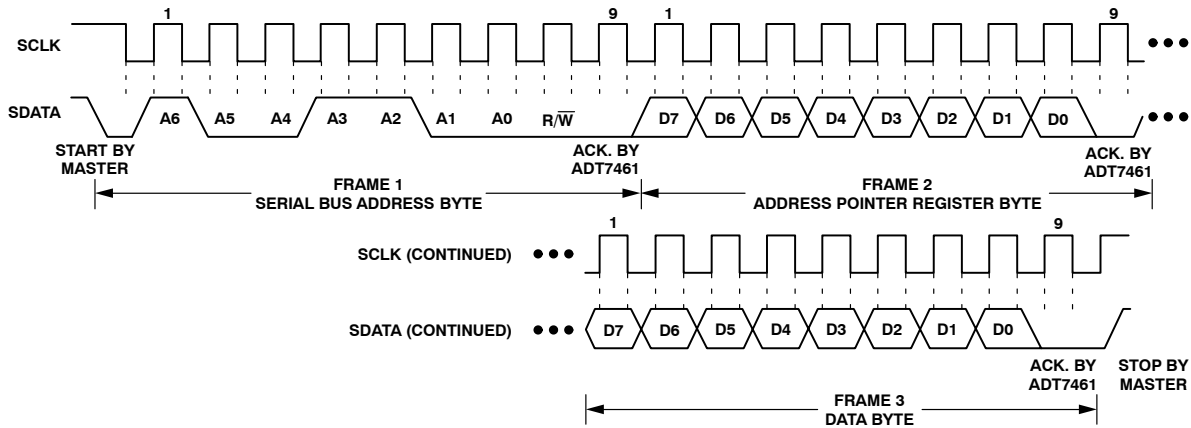 1 9 1 9
SCLK
SDATA
A6 A5 A4 A3 A2 A1 A0 R/W̅ D7 D6 D5 D4 D3 D2 D1 D0
START BY
MASTER
ACK. BY
ADT7461
ACK. BY
ADT7461
FRAME 1
SERIAL BUS ADDRESS BYTE
FRAME 2
ADDRESS POINTER REGISTER BYTE
1 9
SCLK (CONTINUED)
SDATA (CONTINUED)
D7 D6 D5 D4 D3 D2 D1 D0
ACK. BY
ADT7461
STOP BY
MASTER
FRAME 3
DATA BYTE